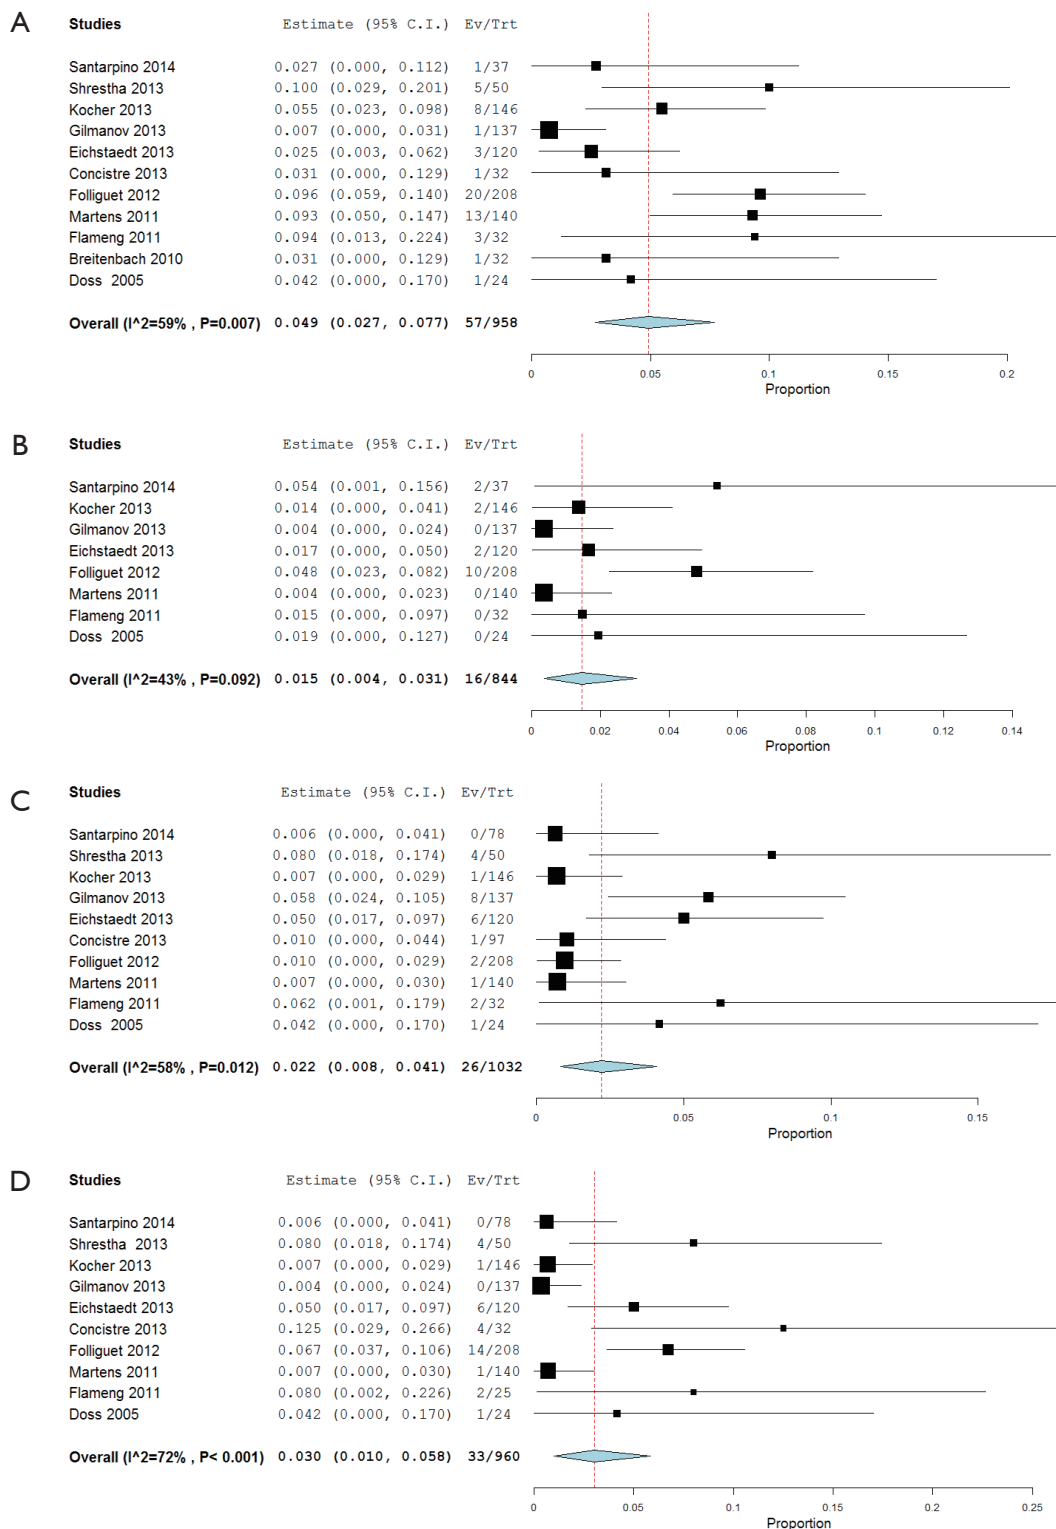 A
Studies Estimate (95% C.I.) Ev/Trt
Santarpino 2014 0.027 (0.000, 0.112) 1/37
Shrestha 2013 0.100 (0.029, 0.201) 5/50
Kocher 2013 0.055 (0.023, 0.098) 8/146
Gilmanov 2013 0.007 (0.000, 0.031) 1/137
Eichstaedt 2013 0.025 (0.003, 0.062) 3/120
Concistre 2013 0.031 (0.000, 0.129) 1/32
Folliguet 2012 0.096 (0.059, 0.140) 20/208
Martens 2011 0.093 (0.050, 0.147) 13/140
Flameng 2011 0.094 (0.013, 0.224) 3/32
Breitenbach 2010 0.031 (0.000, 0.129) 1/32
Doss 2005 0.042 (0.000, 0.170) 1/24
Overall (I^2=59% , P=0.007) 0.049 (0.027, 0.077) 57/958
0 0.05 0.1 0.15 0.2
Proportion
B
Studies Estimate (95% C.I.) Ev/Trt
Santarpino 2014 0.054 (0.001, 0.156) 2/37
Kocher 2013 0.014 (0.000, 0.041) 2/146
Gilmanov 2013 0.004 (0.000, 0.024) 0/137
Eichstaedt 2013 0.017 (0.000, 0.050) 2/120
Folliguet 2012 0.048 (0.023, 0.082) 10/208
Martens 2011 0.004 (0.000, 0.023) 0/140
Flameng 2011 0.015 (0.000, 0.097) 0/32
Doss 2005 0.019 (0.000, 0.127) 0/24
Overall (I^2=43% , P=0.092) 0.015 (0.004, 0.031) 16/844
0 0.02 0.04 0.06 0.08 0.1 0.12 0.14
Proportion
C
Studies Estimate (95% C.I.) Ev/Trt
Santarpino 2014 0.006 (0.000, 0.041) 0/78
Shrestha 2013 0.080 (0.018, 0.174) 4/50
Kocher 2013 0.007 (0.000, 0.029) 1/146
Gilmanov 2013 0.058 (0.024, 0.105) 8/137
Eichstaedt 2013 0.050 (0.017, 0.097) 6/120
Concistre 2013 0.010 (0.000, 0.044) 1/97
Folliguet 2012 0.010 (0.000, 0.029) 2/208
Martens 2011 0.007 (0.000, 0.030) 1/140
Flameng 2011 0.062 (0.001, 0.179) 2/32
Doss 2005 0.042 (0.000, 0.170) 1/24
Overall (I^2=58% , P=0.012) 0.022 (0.008, 0.041) 26/1032
0 0.05 0.1 0.15
Proportion
D
Studies Estimate (95% C.I.) Ev/Trt
Santarpino 2014 0.006 (0.000, 0.041) 0/78
Shrestha 2013 0.080 (0.018, 0.174) 4/50
Kocher 2013 0.007 (0.000, 0.029) 1/146
Gilmanov 2013 0.004 (0.000, 0.024) 0/137
Eichstaedt 2013 0.050 (0.017, 0.097) 6/120
Concistre 2013 0.125 (0.029, 0.266) 4/32
Folliguet 2012 0.067 (0.037, 0.106) 14/208
Martens 2011 0.007 (0.000, 0.030) 1/140
Flameng 2011 0.080 (0.002, 0.226) 2/25
Doss 2005 0.042 (0.000, 0.170) 1/24
Overall (I^2=72% , P< 0.001) 0.030 (0.010, 0.058) 33/960
0 0.05 0.1 0.15 0.2 0.25
Proportion